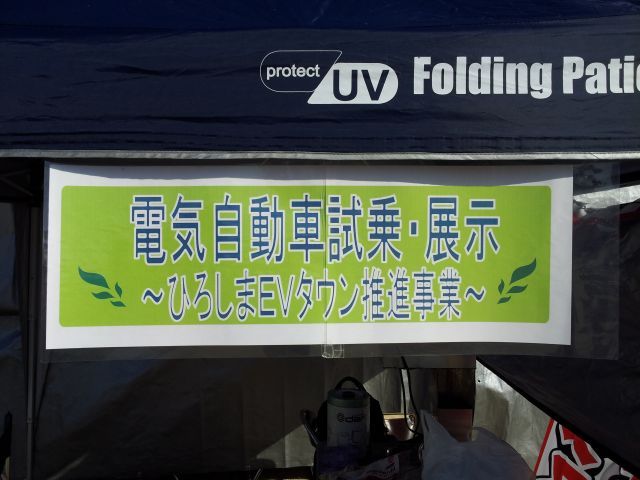 protect UV Folding Patio
電気自動車試乗・展示
～ひろしまEVタウン推進事業～